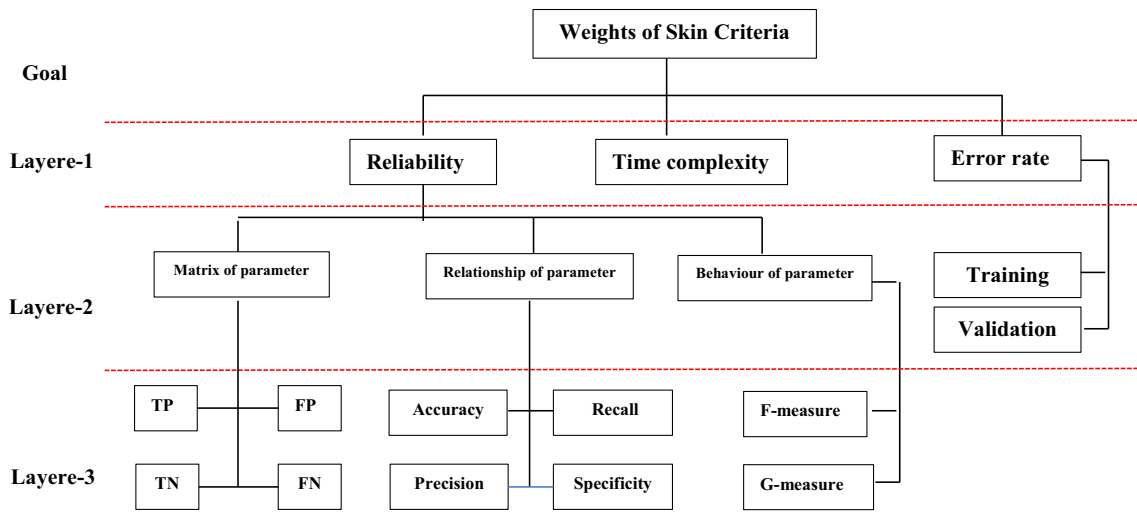 Weights of Skin Criteria
Goal
Layere-1
Reliability
Time complexity
Error rate
Matrix of parameter
Relationship of parameter
Behaviour of parameter
Training
Layere-2
Validation
TP
FP
Accuracy
Recall
F-measure
Layere-3
TN
FN
Precision
Specificity
G-measure